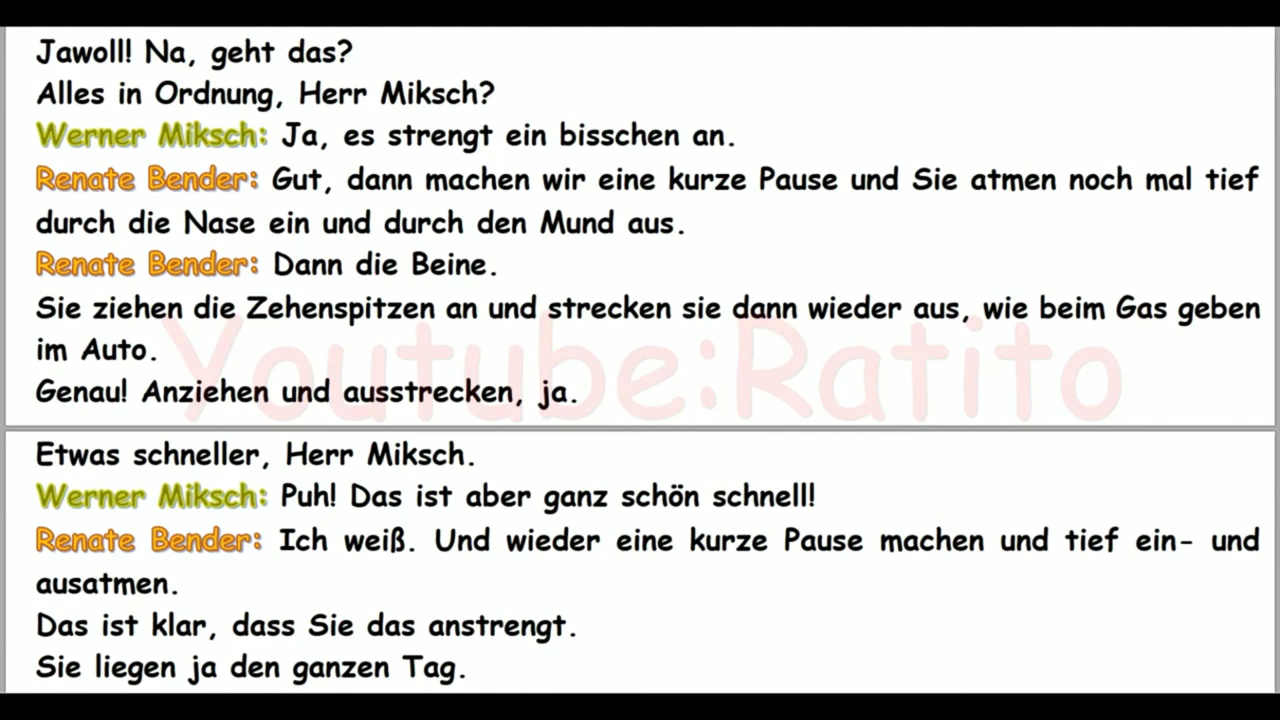 Jawoll! Na, geht das?
Alles in Ordnung, Herr Miksch?
Werner Miksch: Ja, es strengt ein bisschen an.
Renate Bender: Gut, dann machen wir eine kurze Pause und Sie atmen noch mal tief
durch die Nase ein und durch den Mund aus.
Renate Bender: Dann die Beine.
Sie ziehen die Zehenspitzen an und strecken sie dann wieder aus, wie beim Gas geben
im Auto.
Genau! Anziehen und ausstrecken, ja.
Youtube:Ratito
Etwas schneller, Herr Miksch.
Werner Miksch: Puh! Das ist aber ganz schön schnell!
Renate Bender: Ich weiß. Und wieder eine kurze Pause machen und tief ein- und
ausatmen.
Das ist klar, dass Sie das anstrengt.
Sie liegen ja den ganzen Tag.